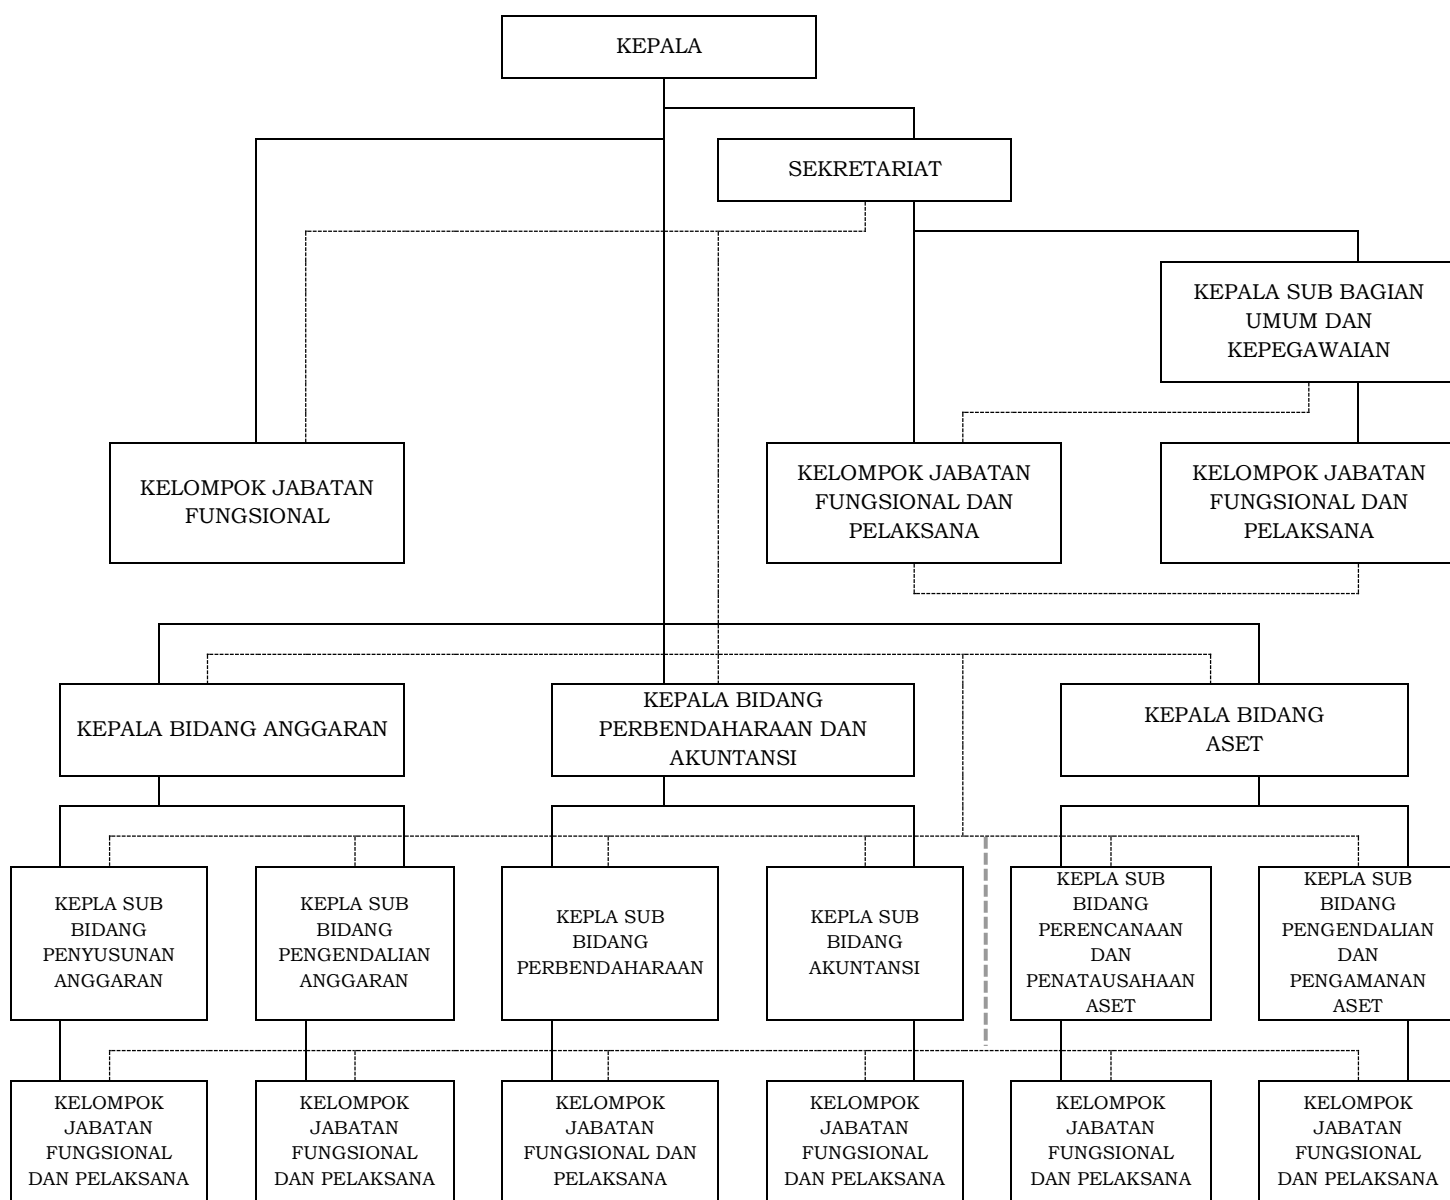 KEPALA
SEKRETARIAT
KEPALA SUB BAGIAN
UMUM DAN
KEPEGAWAIAN
KELOMPOK JABATAN
FUNGSIONAL
KELOMPOK JABATAN
FUNGSIONAL DAN
PELAKSANA
KELOMPOK JABATAN
FUNGSIONAL DAN
PELAKSANA
KEPALA BIDANG ANGGARAN
KEPALA BIDANG
PERBENDAHARAAN DAN
AKUNTANSI
KEPALA BIDANG
ASET
KEPLA SUB
BIDANG
PENYUSUNAN
ANGGARAN
KEPLA SUB
BIDANG
PENGENDALIAN
ANGGARAN
KEPLA SUB
BIDANG
PERBENDAHARAAN
KEPLA SUB
BIDANG
AKUNTANSI
KEPLA SUB
BIDANG
PERENCANAAN
DAN
PENATAUSAHAAN
ASET
KEPLA SUB
BIDANG
PENGENDALIAN
DAN
PENGAMANAN
ASET
KELOMPOK
JABATAN
FUNGSIONAL
DAN PELAKSANA
KELOMPOK
JABATAN
FUNGSIONAL
DAN PELAKSANA
KELOMPOK
JABATAN
FUNGSIONAL DAN
PELAKSANA
KELOMPOK
JABATAN
FUNGSIONAL
DAN PELAKSANA
KELOMPOK
JABATAN
FUNGSIONAL
DAN PELAKSANA
KELOMPOK
JABATAN
FUNGSIONAL
DAN PELAKSANA